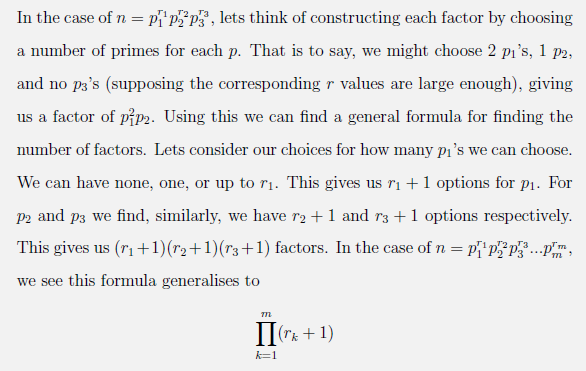 In the case of $n = p_1^{r_1} p_2^{r_2} p_3^{r_3}$, lets think of constructing each factor by choosing
a number of primes for each $p$. That is to say, we might choose 2 $p_1$'s, 1 $p_2$,
and no $p_3$'s (supposing the corresponding $r$ values are large enough), giving
us a factor of $p_1^2 p_2$. Using this we can find a general formula for finding the
number of factors. Lets consider our choices for how many $p_1$'s we can choose.
We can have none, one, or up to $r_1$. This gives us $r_1 + 1$ options for $p_1$. For
$p_2$ and $p_3$ we find, similarly, we have $r_2 + 1$ and $r_3 + 1$ options respectively.
This gives us $(r_1+1)(r_2+1)(r_3+1)$ factors. In the case of $n = p_1^{r_1} p_2^{r_2} p_3^{r_3} ... p_m^{r_m}$,
we see this formula generalises to
$\prod_{k=1}^{m} (r_k + 1)$